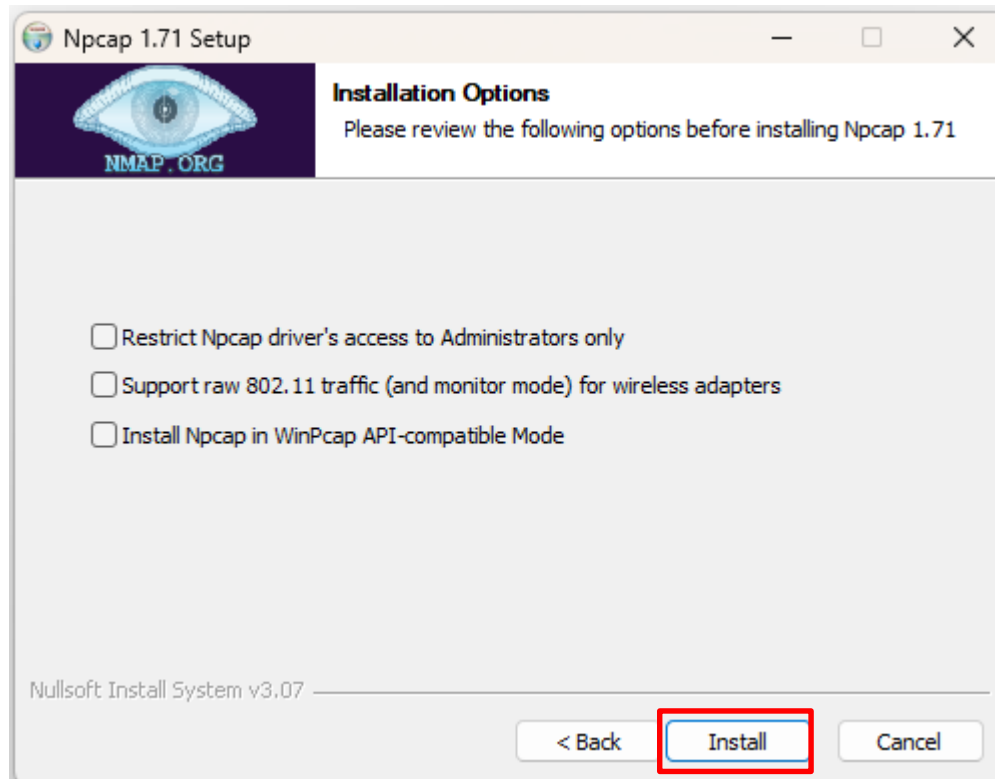 Npcap 1.71 Setup
NMAP.ORG
Installation Options
Please review the following options before installing Npcap 1.71
Restrict Npcap driver's access to Administrators only
Support raw 802.11 traffic (and monitor mode) for wireless adapters
Install Npcap in WinPcap API-compatible Mode
Nullsoft Install System v3.07
< Back Install Cancel